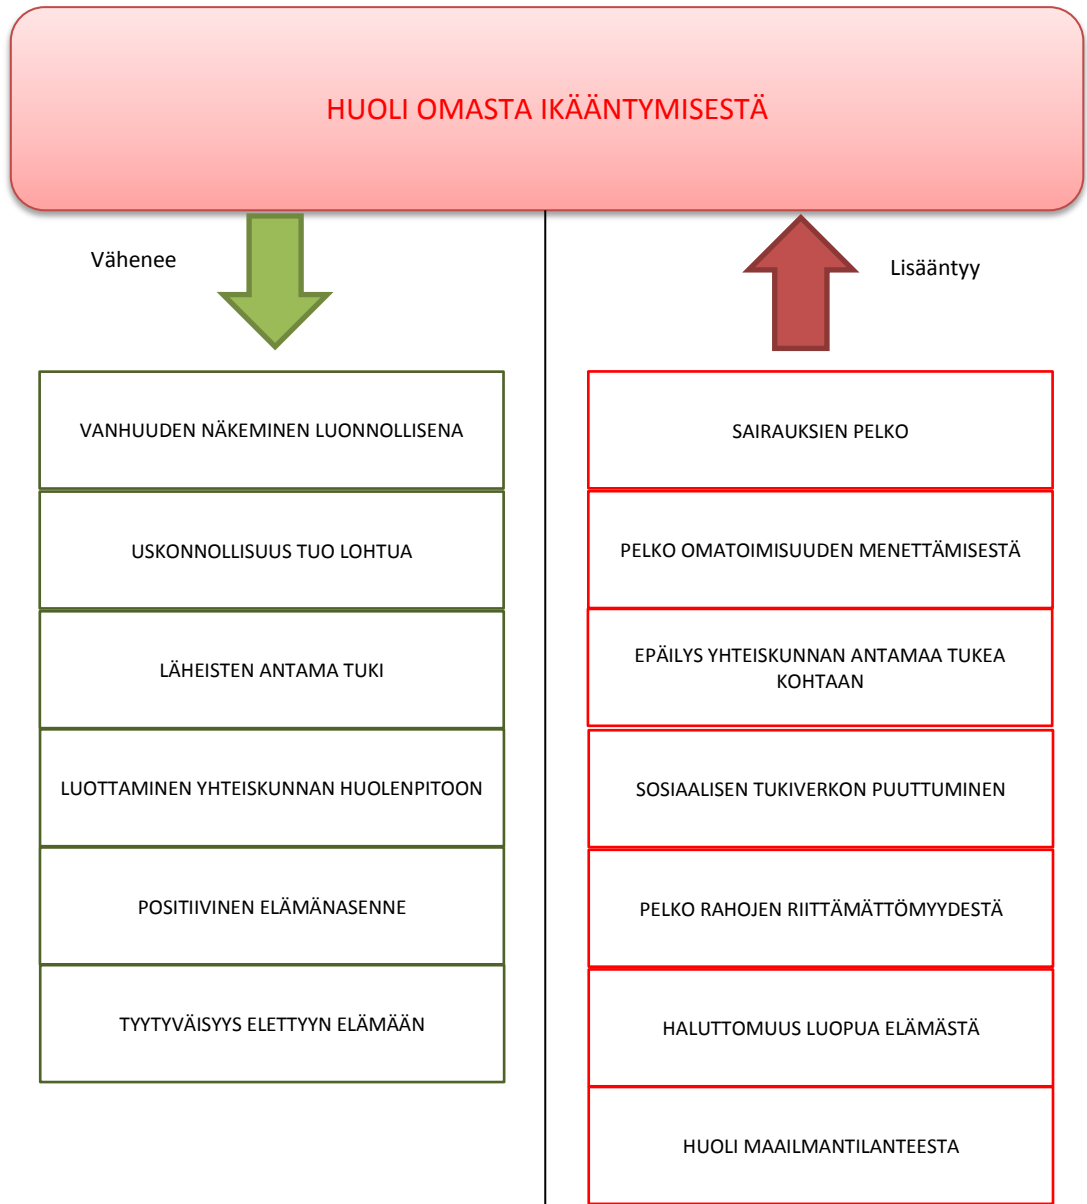 HUOLI OMASTA IKÄÄNTYMISESTÄ
Vähenee
Lisääntyy
VANHUUDEN NÄKEMINEN LUONNOLLISENA
USKONNOLLISUUS TUO LOHTUA
LÄHEISTEN ANTAMA TUKI
LUOTTAMINEN YHTEISKUNNAN HUOLENPITOON
POSITIIVINEN ELÄMÄNASENNE
TYYTYVÄISYYS ELETTYYN ELÄMÄÄN
SAIRAUKSIEN PELKO
PELKO OMATOIMISUUDEN MENETTÄMISESTÄ
EPÄILYS YHTEISKUNNAN ANTAMAA TUKEA
KOHTAAN
SOSIAALISEN TUKIVERKON PUUTTUMINEN
PELKO RAHOJEN RIITTÄMÄTTÖMYYDESTÄ
HALUTTOMUUS LUOPUA ELÄMÄSTÄ
HUOLI MAAILMANTILANTEESTA